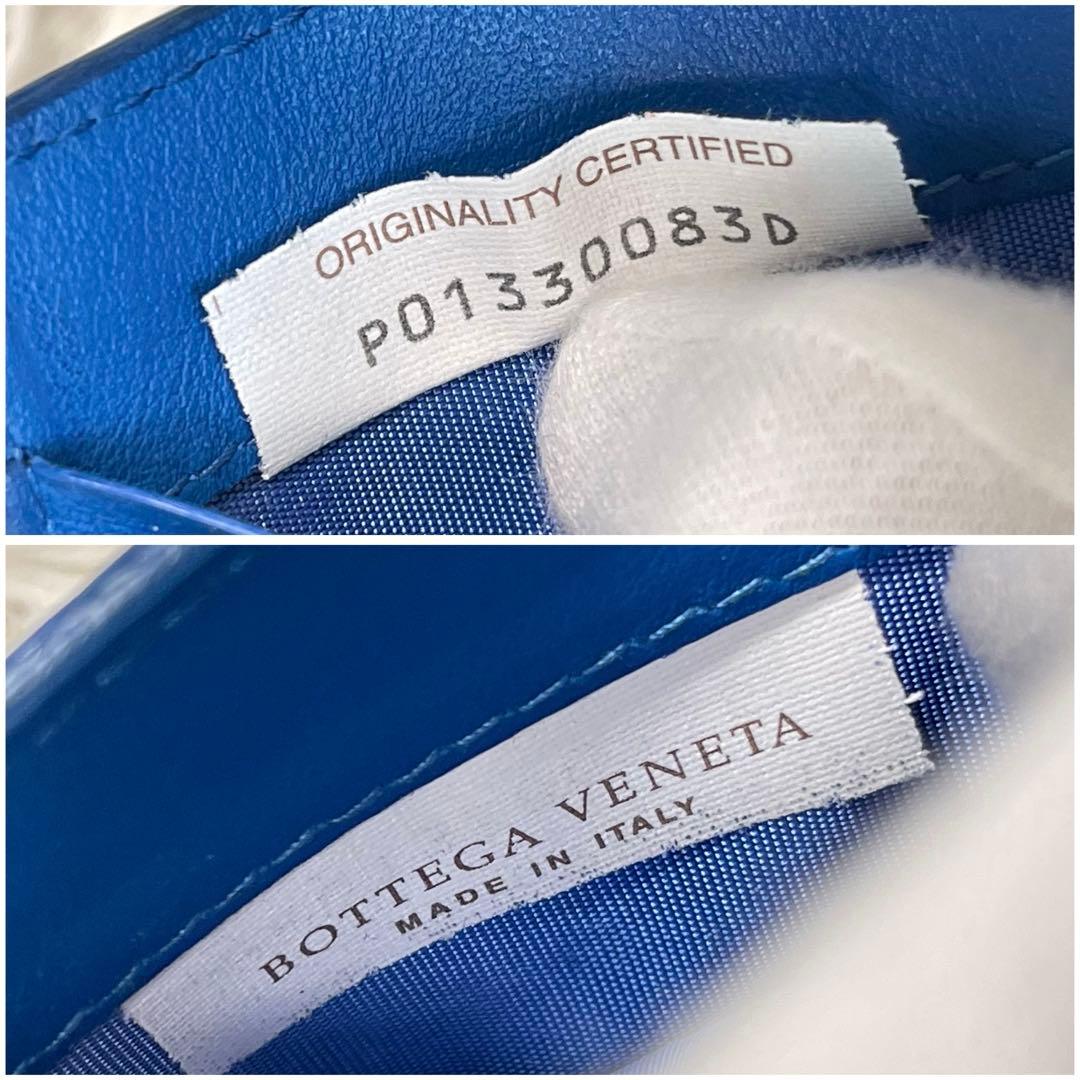 ORIGINALITY CERTIFIED
P01330083D
BOTTEGA VENETA
MADE IN ITALY